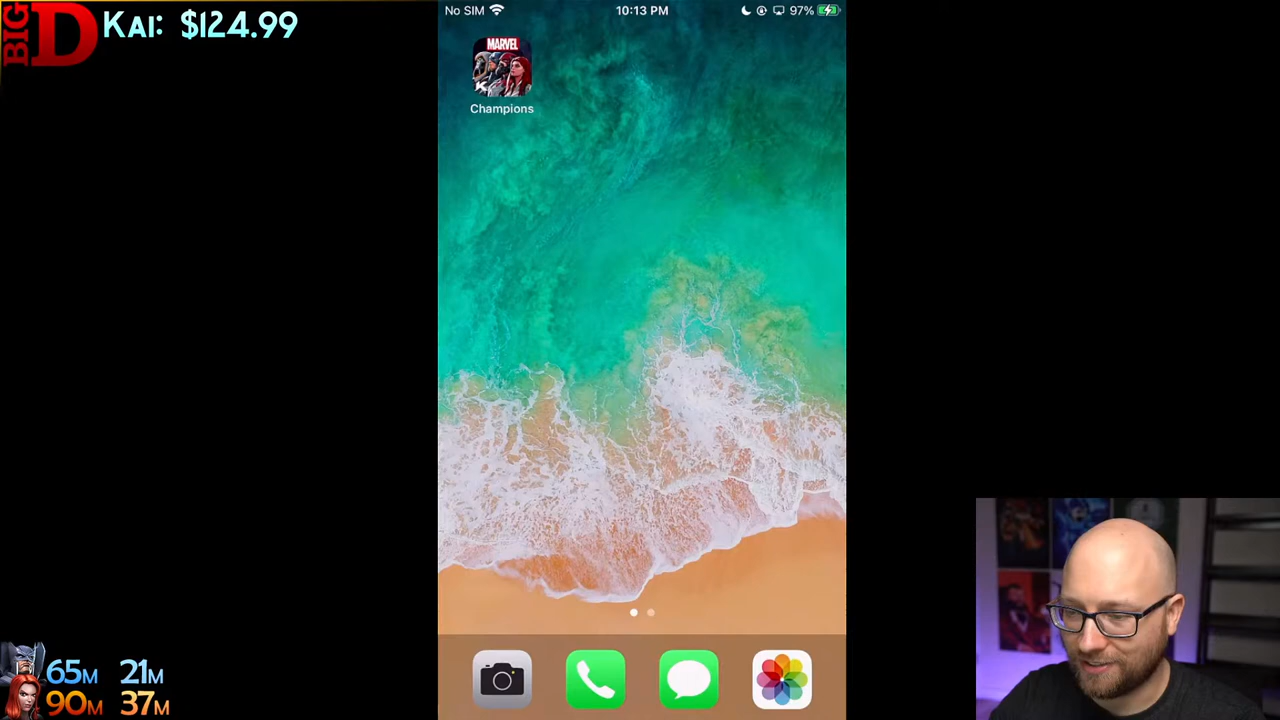 BIG D Kai: $124.99
No SIM 10:13 PM 97%
MARVEL
Champions
65M 21M
90M 37M